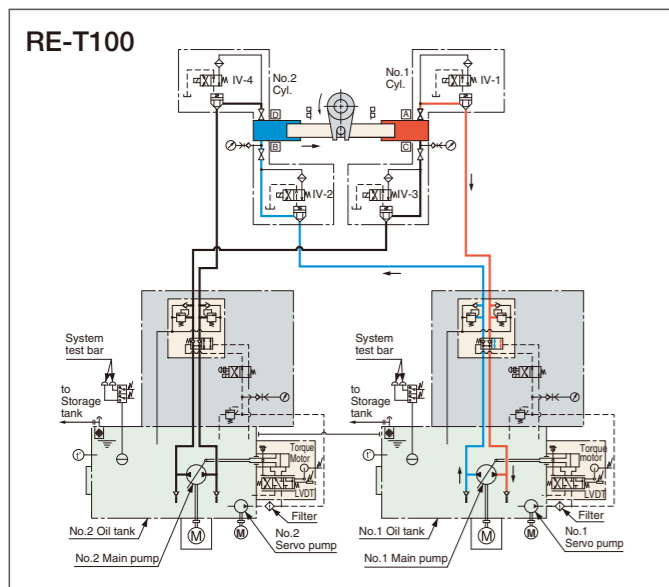 RE-T100
IV-4
No.2
Cyl.
No.1
Cyl.
IV-1
D
A
B
C
IV-2
IV-3
System
test bar
to
Storage
tank
t°
Torque
Motor
LVDT
Filter
No.2 Oil tank
No.2 Main pump
M
M
No.2
Servo pump
System
test bar
to
Storage
tank
t°
Torque
motor
LVDT
Filter
No.1 Oil tank
No.1 Main pump
M
M
No.1
Servo pump